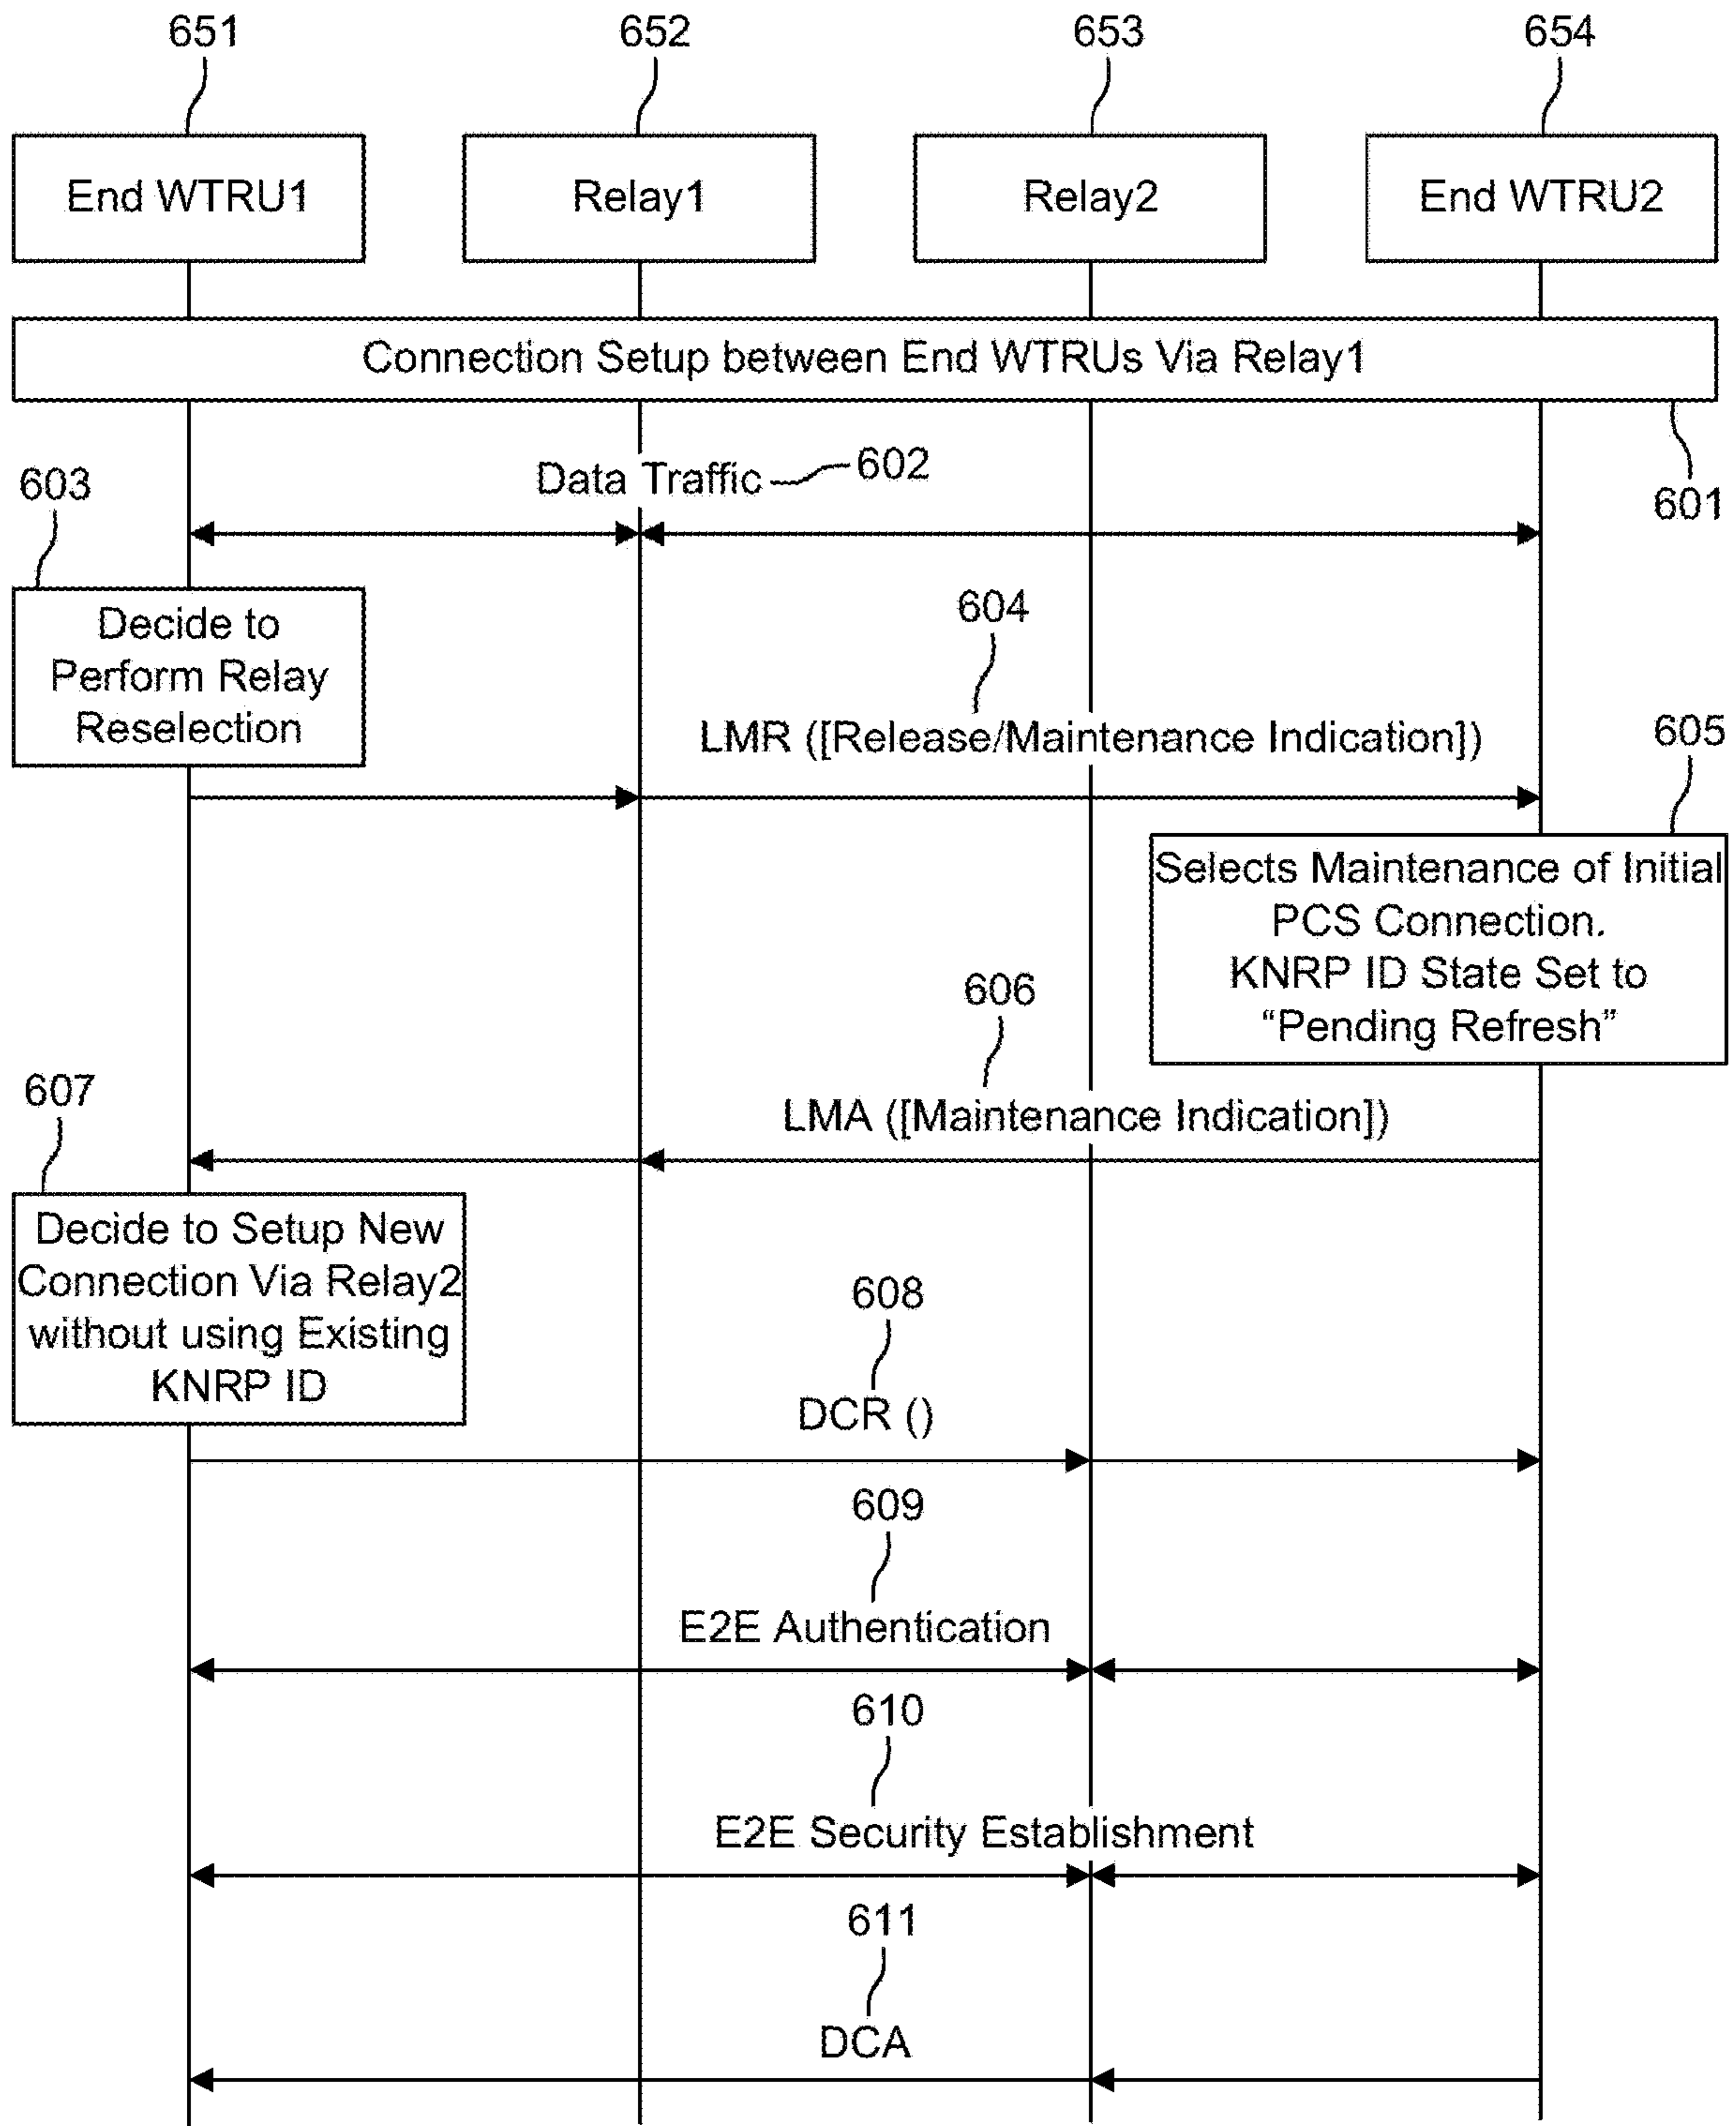 651
652
653
654
End WTRU1
Relay1
Relay2
End WTRU2
Connection Setup between End WTRUs Via Relay1
601
Data Traffic
602
603
Decide to
Perform Relay
Reselection
604
LMR ([Release/Maintenance Indication])
605
Selects Maintenance of Initial
PCS Connection.
KNRP ID State Set to
“Pending Refresh”
606
LMA ([Maintenance Indication])
607
Decide to Setup New
Connection Via Relay2
without using Existing
KNRP ID
608
DCR ()
609
E2E Authentication
610
E2E Security Establishment
611
DCA